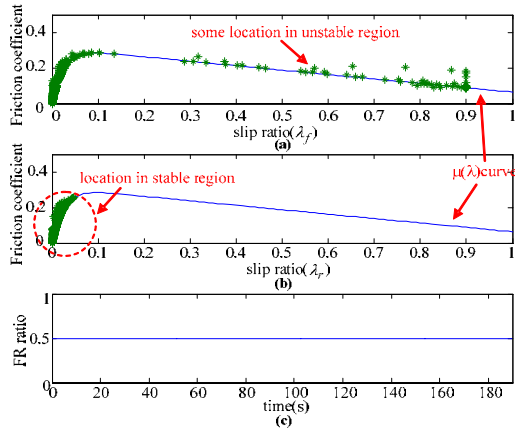 Friction coefficient
0.4
0.2
0
some location in unstable region
0 0.1 0.2 0.3 0.4 0.5 0.6 0.7 0.8 0.9 1
slip ratio(λf)
(a)
Friction coefficient
0.4
0.2
0
location in stable region
μ(λ)curve
0 0.1 0.2 0.3 0.4 0.5 0.6 0.7 0.8 0.9 1
slip ratio(λr)
(b)
FR ratio
1
0.5
0
0 20 40 60 80 100 120 140 160 180
time(s)
(c)